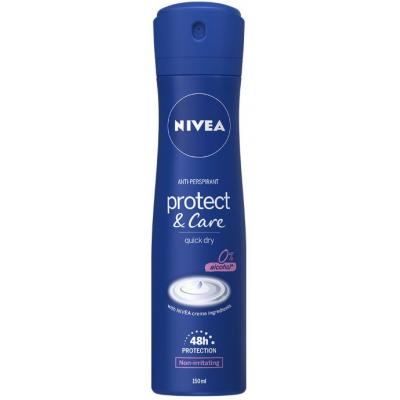 NIVEA
ANTI-PERSPIRANT
protect
& Care
quick dry
0%
alcohol*
with NIVEA creme ingredients
48h
PROTECTION
Non-irritating
150ml